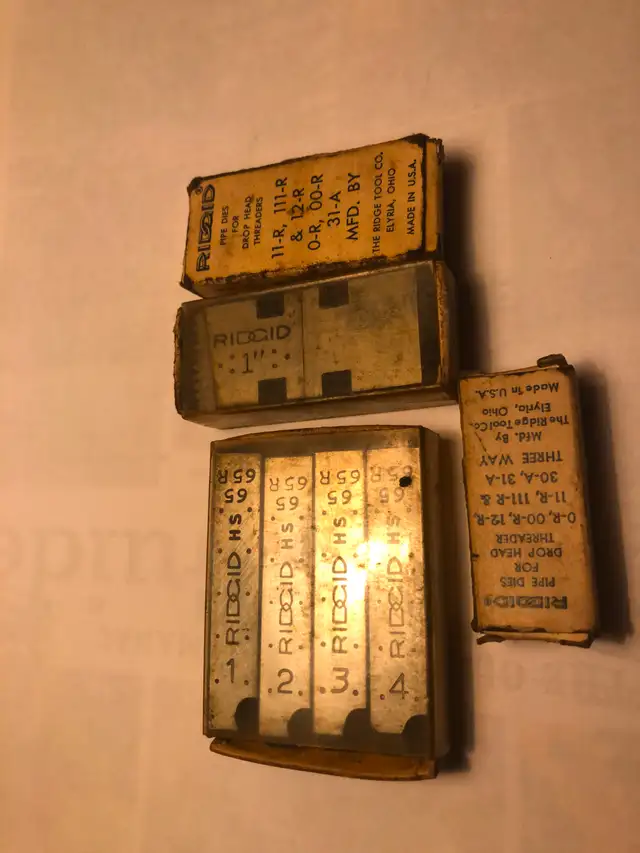 RIDGID
PIPE DIES
FOR
DROP HEAD
THREADERS
11-R, 111-R
& 12-R
0-R, 00-R
31-A
MFD. BY
THE RIDGE TOOL CO.
ELYRIA, OHIO
MADE IN U.S.A.
RIDGID
1"
1 RIDGID HS 65 65R
2 RIDGID HS 65 65R
3 RIDGID HS 65 65R
4 RIDGID HS 65 65R
RIDGID
PIPE DIES
FOR
DROP HEAD
THREADER
0-R, 00-R, 12-R,
11-R, 111-R &
30-A, 31-A
THREE WAY
Mfd. By
The Ridge Tool Co.
Elyria, Ohio
Made in U.S.A.